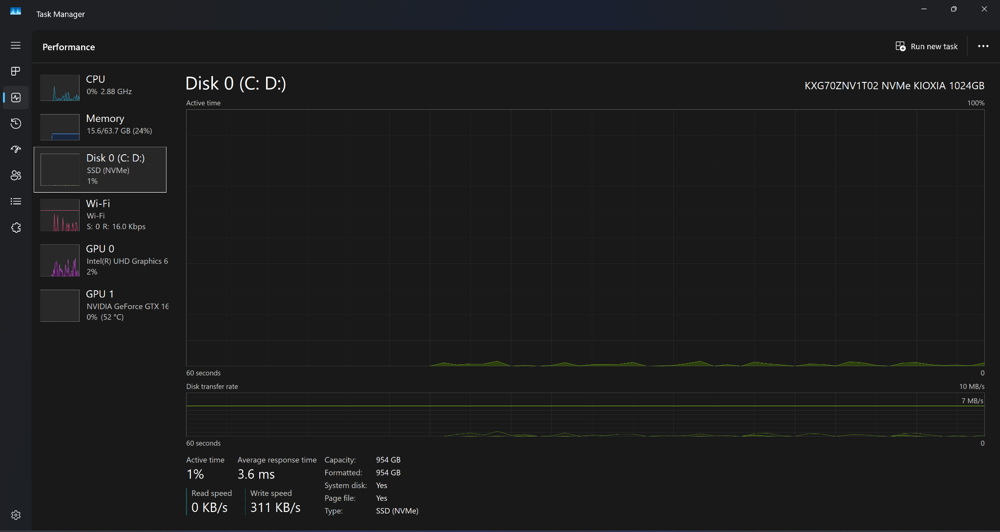 Task Manager
Performance
Run new task
CPU
0% 2.88 GHz
Memory
15.6/63.7 GB (24%)
Disk 0 (C: D:)
SSD (NVMe)
1%
Wi-Fi
Wi-Fi
S: 0 R: 16.0 Kbps
GPU 0
Intel(R) UHD Graphics 6
2%
GPU 1
NVIDIA GeForce GTX 16
0% (52 °C)
Disk 0 (C: D:)
KXG70ZNV1T02 NVMe KIOXIA 1024GB
Active time
100%
60 seconds
0
Disk transfer rate
10 MB/s
7 MB/s
60 seconds
0
Active time
1%
Average response time
3.6 ms
Read speed
0 KB/s
Write speed
311 KB/s
Capacity: 954 GB
Formatted: 954 GB
System disk: Yes
Page file: Yes
Type: SSD (NVMe)